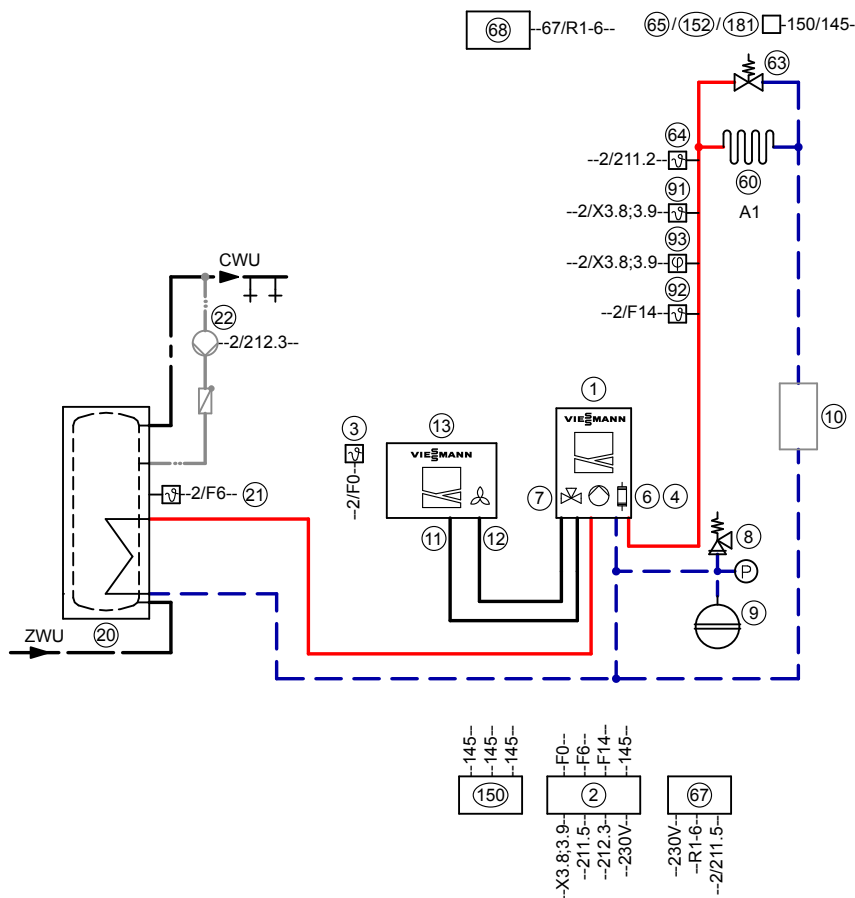 68 --67/R1-6-- 65 / 152 / 181 -150/145-
63
64
--2/211.2-- ϑ
60
A1
91
--2/X3.8;3.9-- ϑ
93
--2/X3.8;3.9-- φ
92
--2/F14-- ϑ
CWU
22
--2/212.3--
1
VIESSMANN
10
3
ϑ
--2/F0--
13
VIESSMANN
7
6 4
11 12
8
P
9
ϑ --2/F6-- 21
20
ZWU
--145--
--145--
--145--
150
--F0--
--F6--
--F14--
--145--
2
--X3.8;3.9--
--211.5--
--212.3--
--230V--
67
--230V--
--R1-6--
--2/211.5--